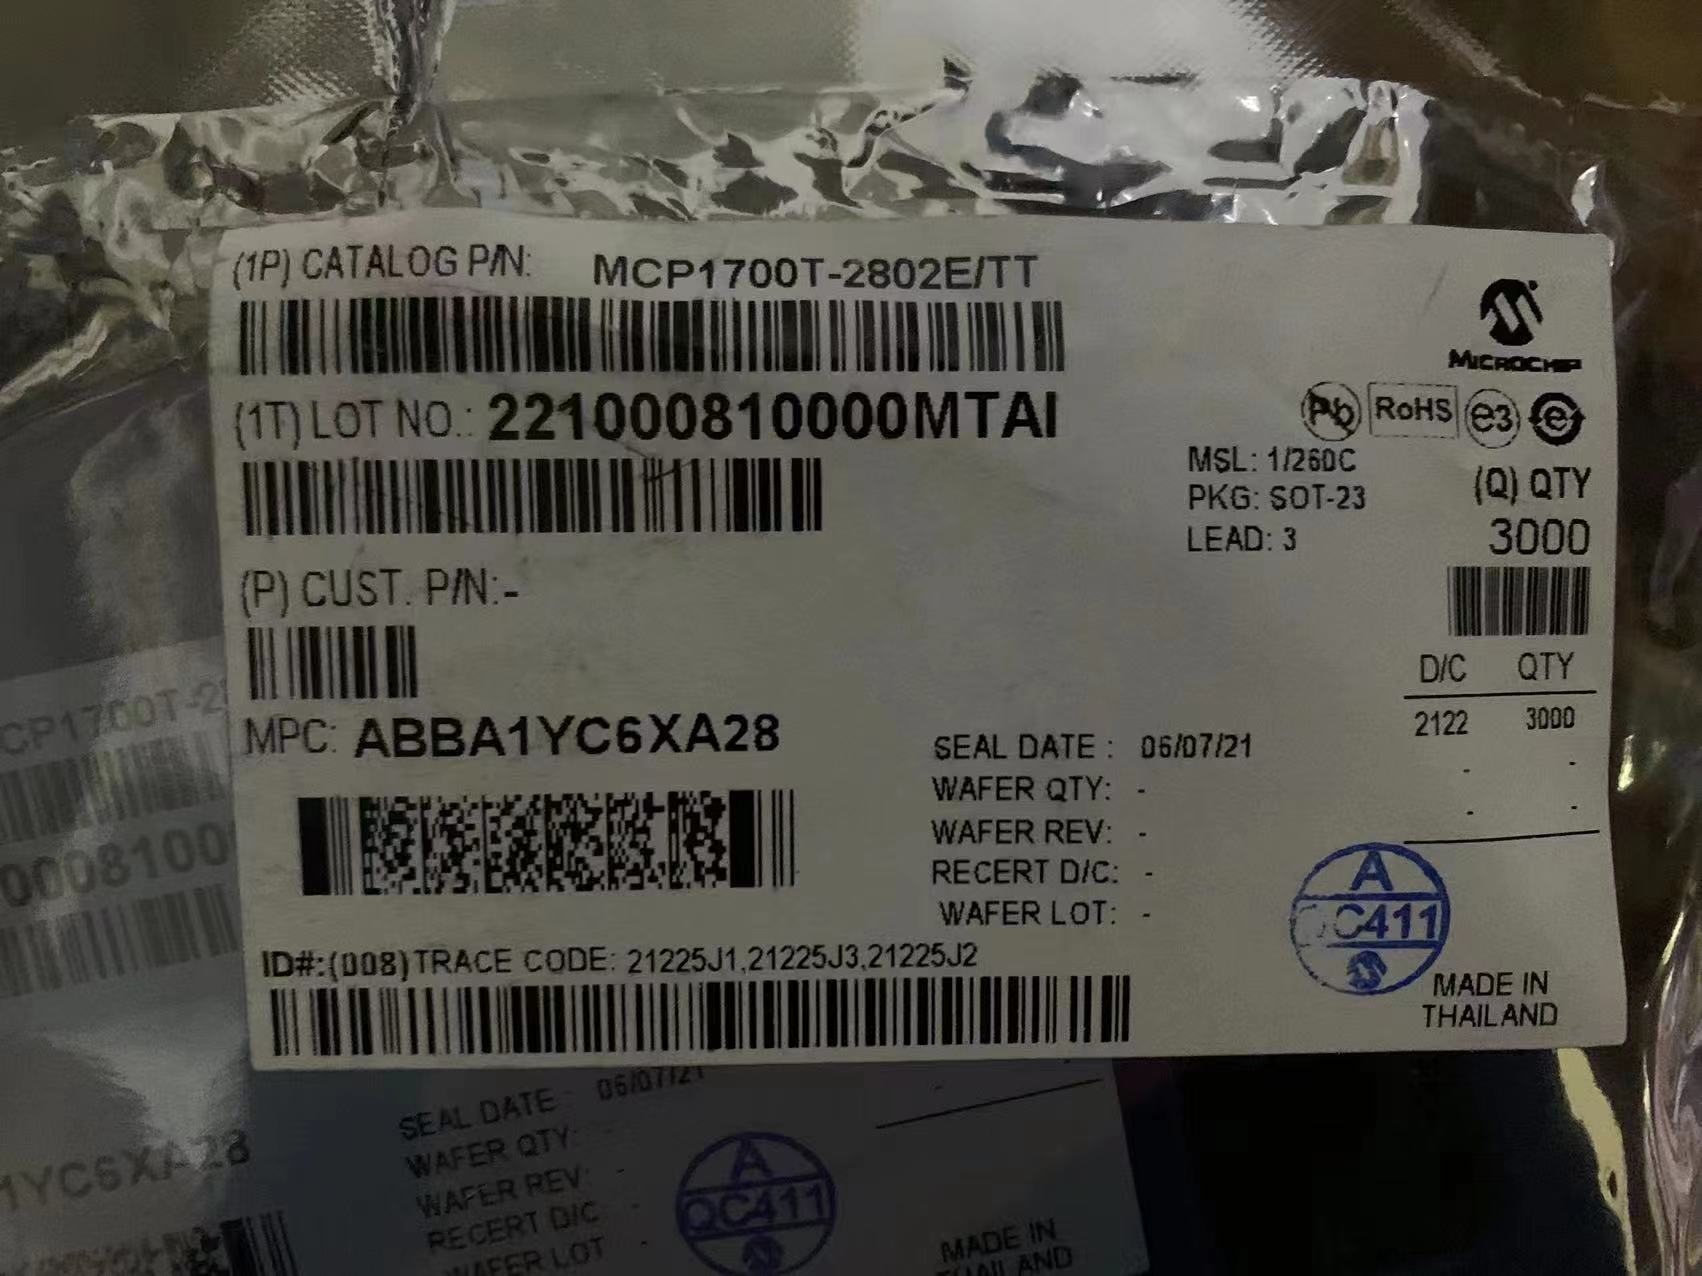 (1P) CATALOG P/N: MCP1700T-2802E/TT
MICROCHIP
(1T) LOT NO.: 221000810000MTAI
Pb RoHS e3 e
MSL: 1/260C
PKG: SOT-23
LEAD: 3
(Q) QTY
3000
(P) CUST. P/N:-
D/C QTY
2122 3000
- -
- -
MPC: ABBA1YC6XA28
SEAL DATE : 06/07/21
WAFER QTY: -
WAFER REV: -
RECERT D/C: -
WAFER LOT: -
A
QC411
ID#:(008) TRACE CODE: 21225J1,21225J3,21225J2
MADE IN
THAILAND
CP1700T-2
000810
1YC6XA28
SEAL DATE 06/07/21
WAFER QTY: -
WAFER REV: -
RECERT D/C -
WAFER LOT -
A
QC411
MADE IN
THAILAND